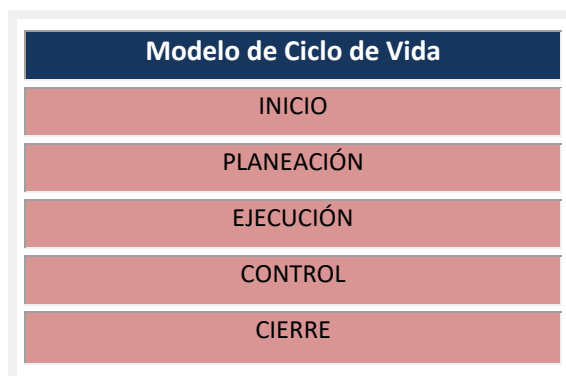 Modelo de Ciclo de Vida
INICIO
PLANEACIÓN
EJECUCIÓN
CONTROL
CIERRE